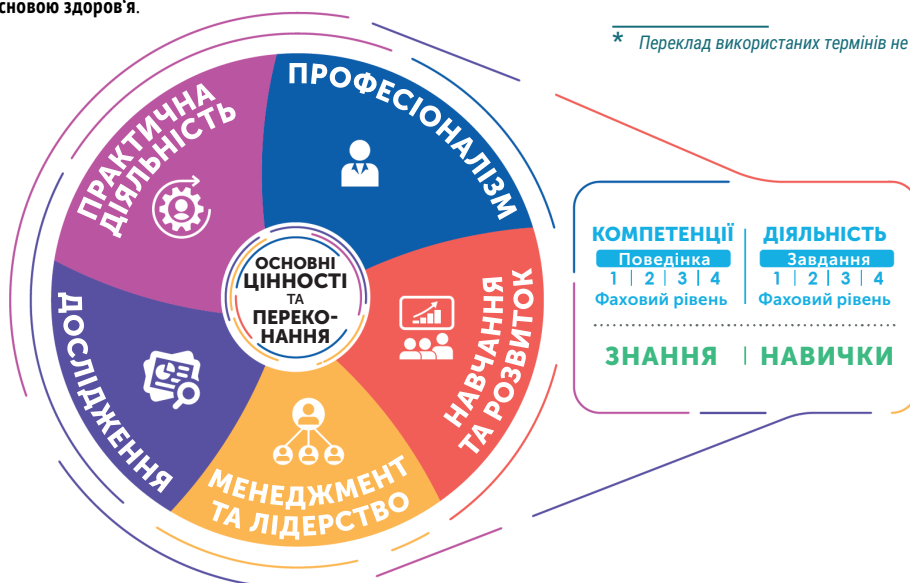 сновою здоров'я.
* Переклад використаних термінів не
ПРАКТИЧНА
ДІЯЛЬНІСТЬ
ПРОФЕСІОНАЛІЗМ
НАВЧАННЯ
ТА РОЗВИТОК
МЕНЕДЖМЕНТ
ТА ЛІДЕРСТВО
ДОСЛІДЖЕННЯ
ОСНОВНІ
ЦІННОСТІ
ТА
ПЕРЕКО-
НАННЯ
КОМПЕТЕНЦІЇ
Поведінка
1 | 2 | 3 | 4
Фаховий рівень
ДІЯЛЬНІСТЬ
Завдання
1 | 2 | 3 | 4
Фаховий рівень
ЗНАННЯ | НАВИЧКИ